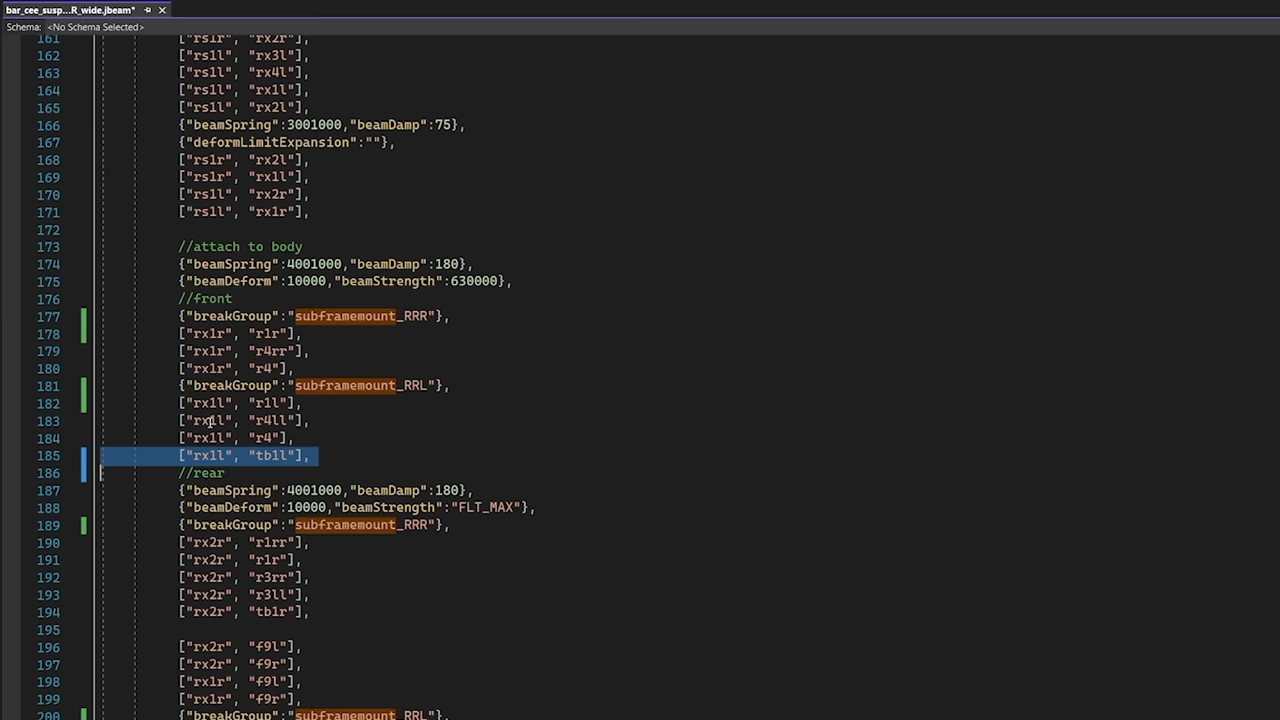 bar_cee_susp...R_wide.jbeam*
Schema: <No Schema Selected>
161 ["rs1r", "rx2r"],
162 ["rs1l", "rx3l"],
163 ["rs1l", "rx4l"],
164 ["rs1l", "rx1l"],
165 ["rs1l", "rx2l"],
166 {"beamSpring":3001000,"beamDamp":75},
167 {"deformLimitExpansion":""},
168 ["rs1r", "rx2l"],
169 ["rs1r", "rx1l"],
170 ["rs1l", "rx2r"],
171 ["rs1l", "rx1r"],
172
173 //attach to body
174 {"beamSpring":4001000,"beamDamp":180},
175 {"beamDeform":10000,"beamStrength":630000},
176 //front
177 {"breakGroup":"subframemount_RRR"},
178 ["rx1r", "r1r"],
179 ["rx1r", "r4rr"],
180 ["rx1r", "r4"],
181 {"breakGroup":"subframemount_RRL"},
182 ["rx1l", "r1l"],
183 ["rx1l", "r4ll"],
184 ["rx1l", "r4"],
185 ["rx1l", "tb1l"],
186 //rear
187 {"beamSpring":4001000,"beamDamp":180},
188 {"beamDeform":10000,"beamStrength":"FLT_MAX"},
189 {"breakGroup":"subframemount_RRR"},
190 ["rx2r", "r1rr"],
191 ["rx2r", "r1r"],
192 ["rx2r", "r3rr"],
193 ["rx2r", "r3ll"],
194 ["rx2r", "tb1r"],
195
196 ["rx2r", "f9l"],
197 ["rx2r", "f9r"],
198 ["rx1r", "f9l"],
199 ["rx1r", "f9r"],
200 {"breakGroup":"subframemount_RRL"},